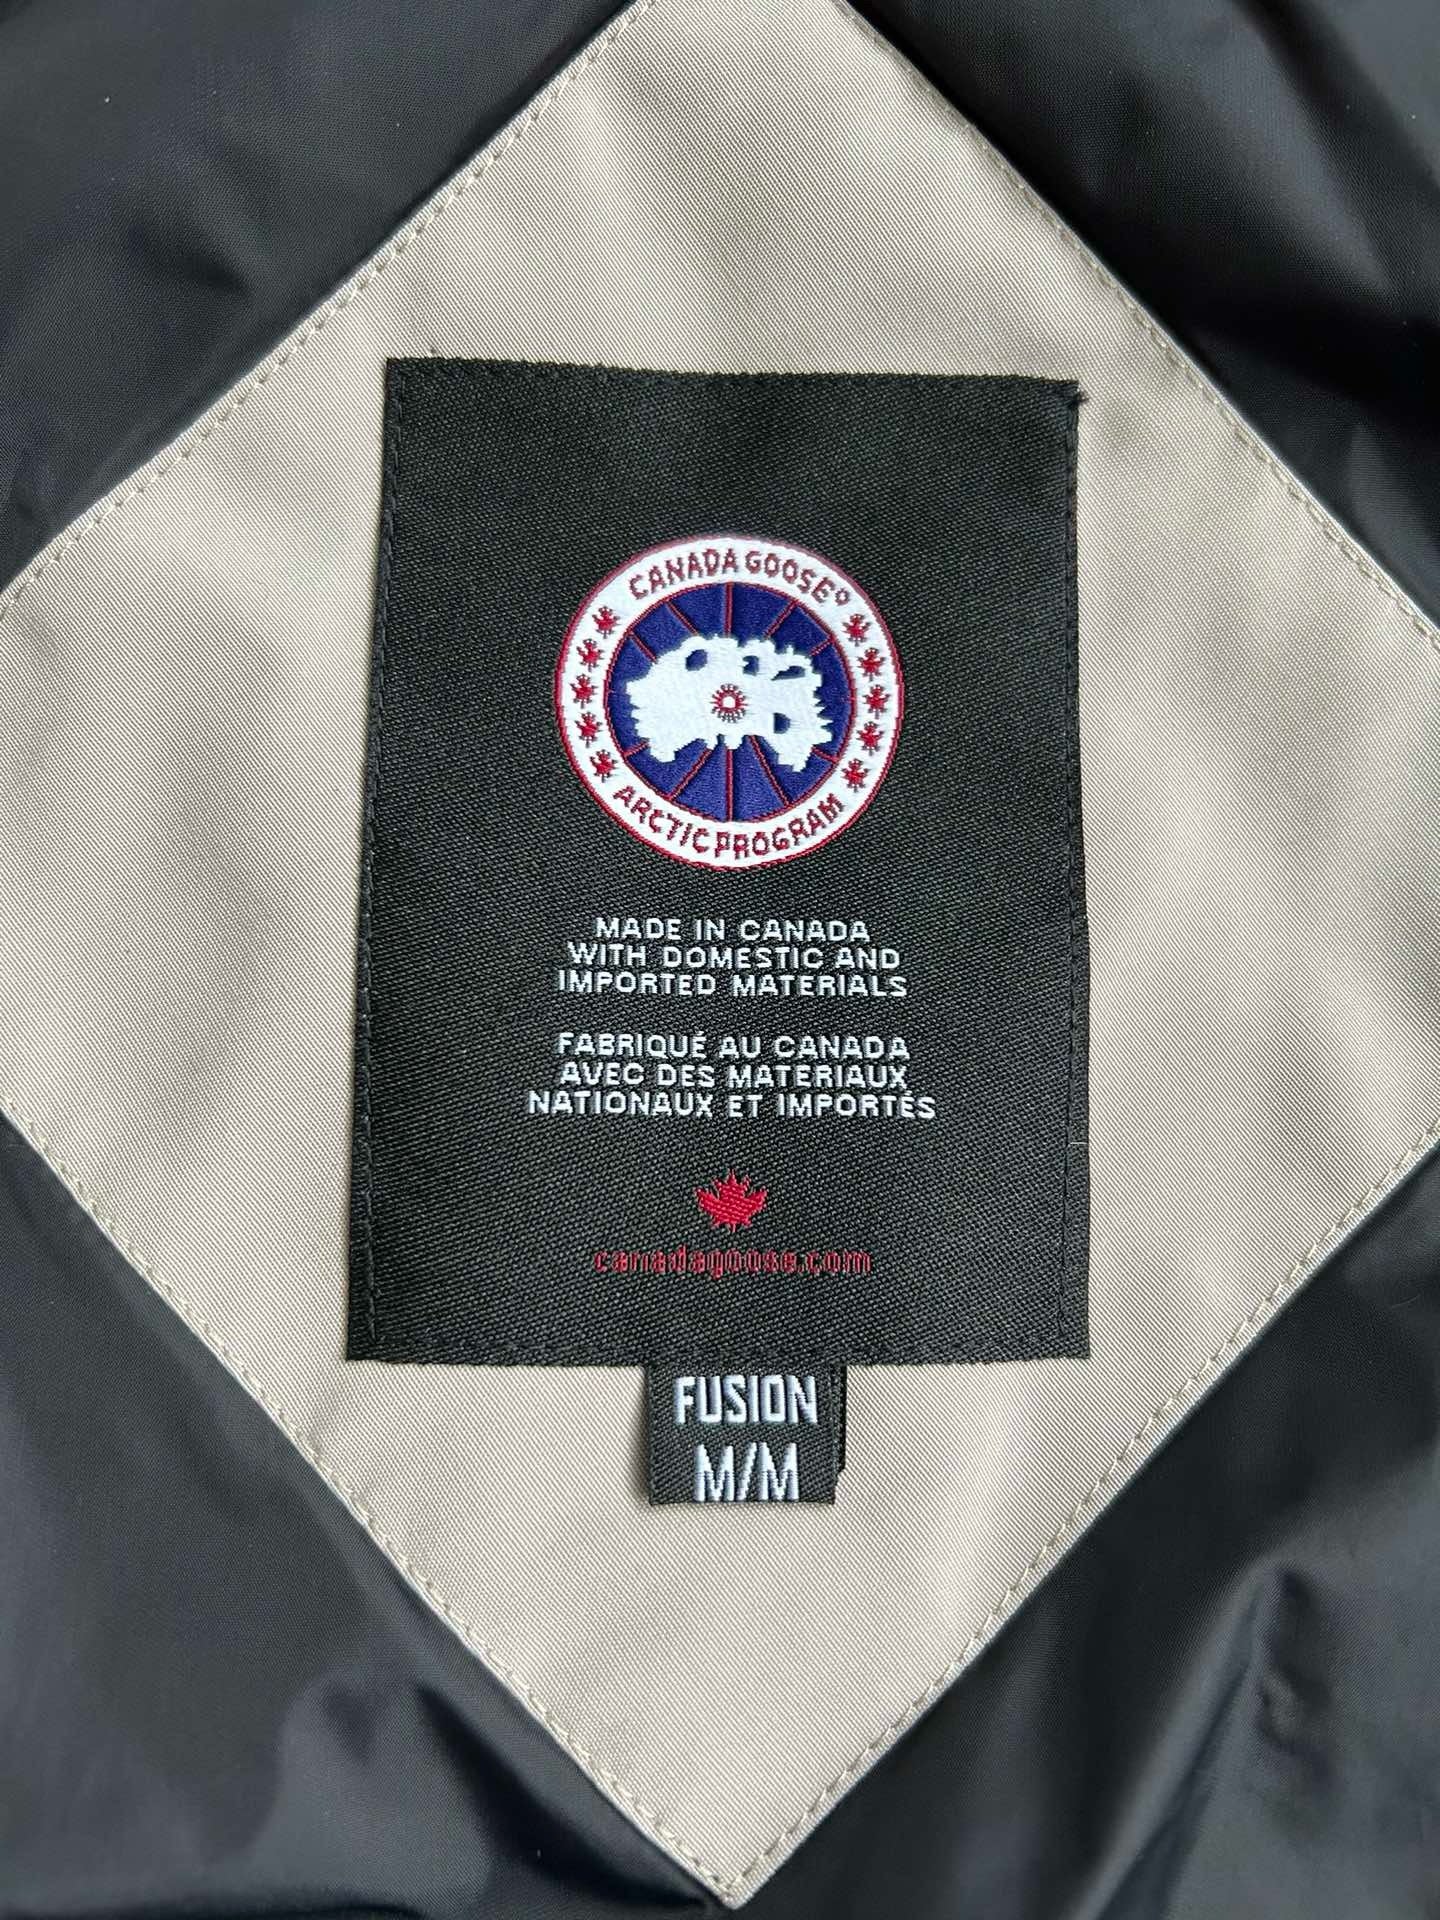 CANADA GOOSE®
ARCTIC PROGRAM
MADE IN CANADA
WITH DOMESTIC AND
IMPORTED MATERIALS
FABRIQUÉ AU CANADA
AVEC DES MATERIAUX
NATIONAUX ET IMPORTÉS
canadagoose.com
FUSION
M/M